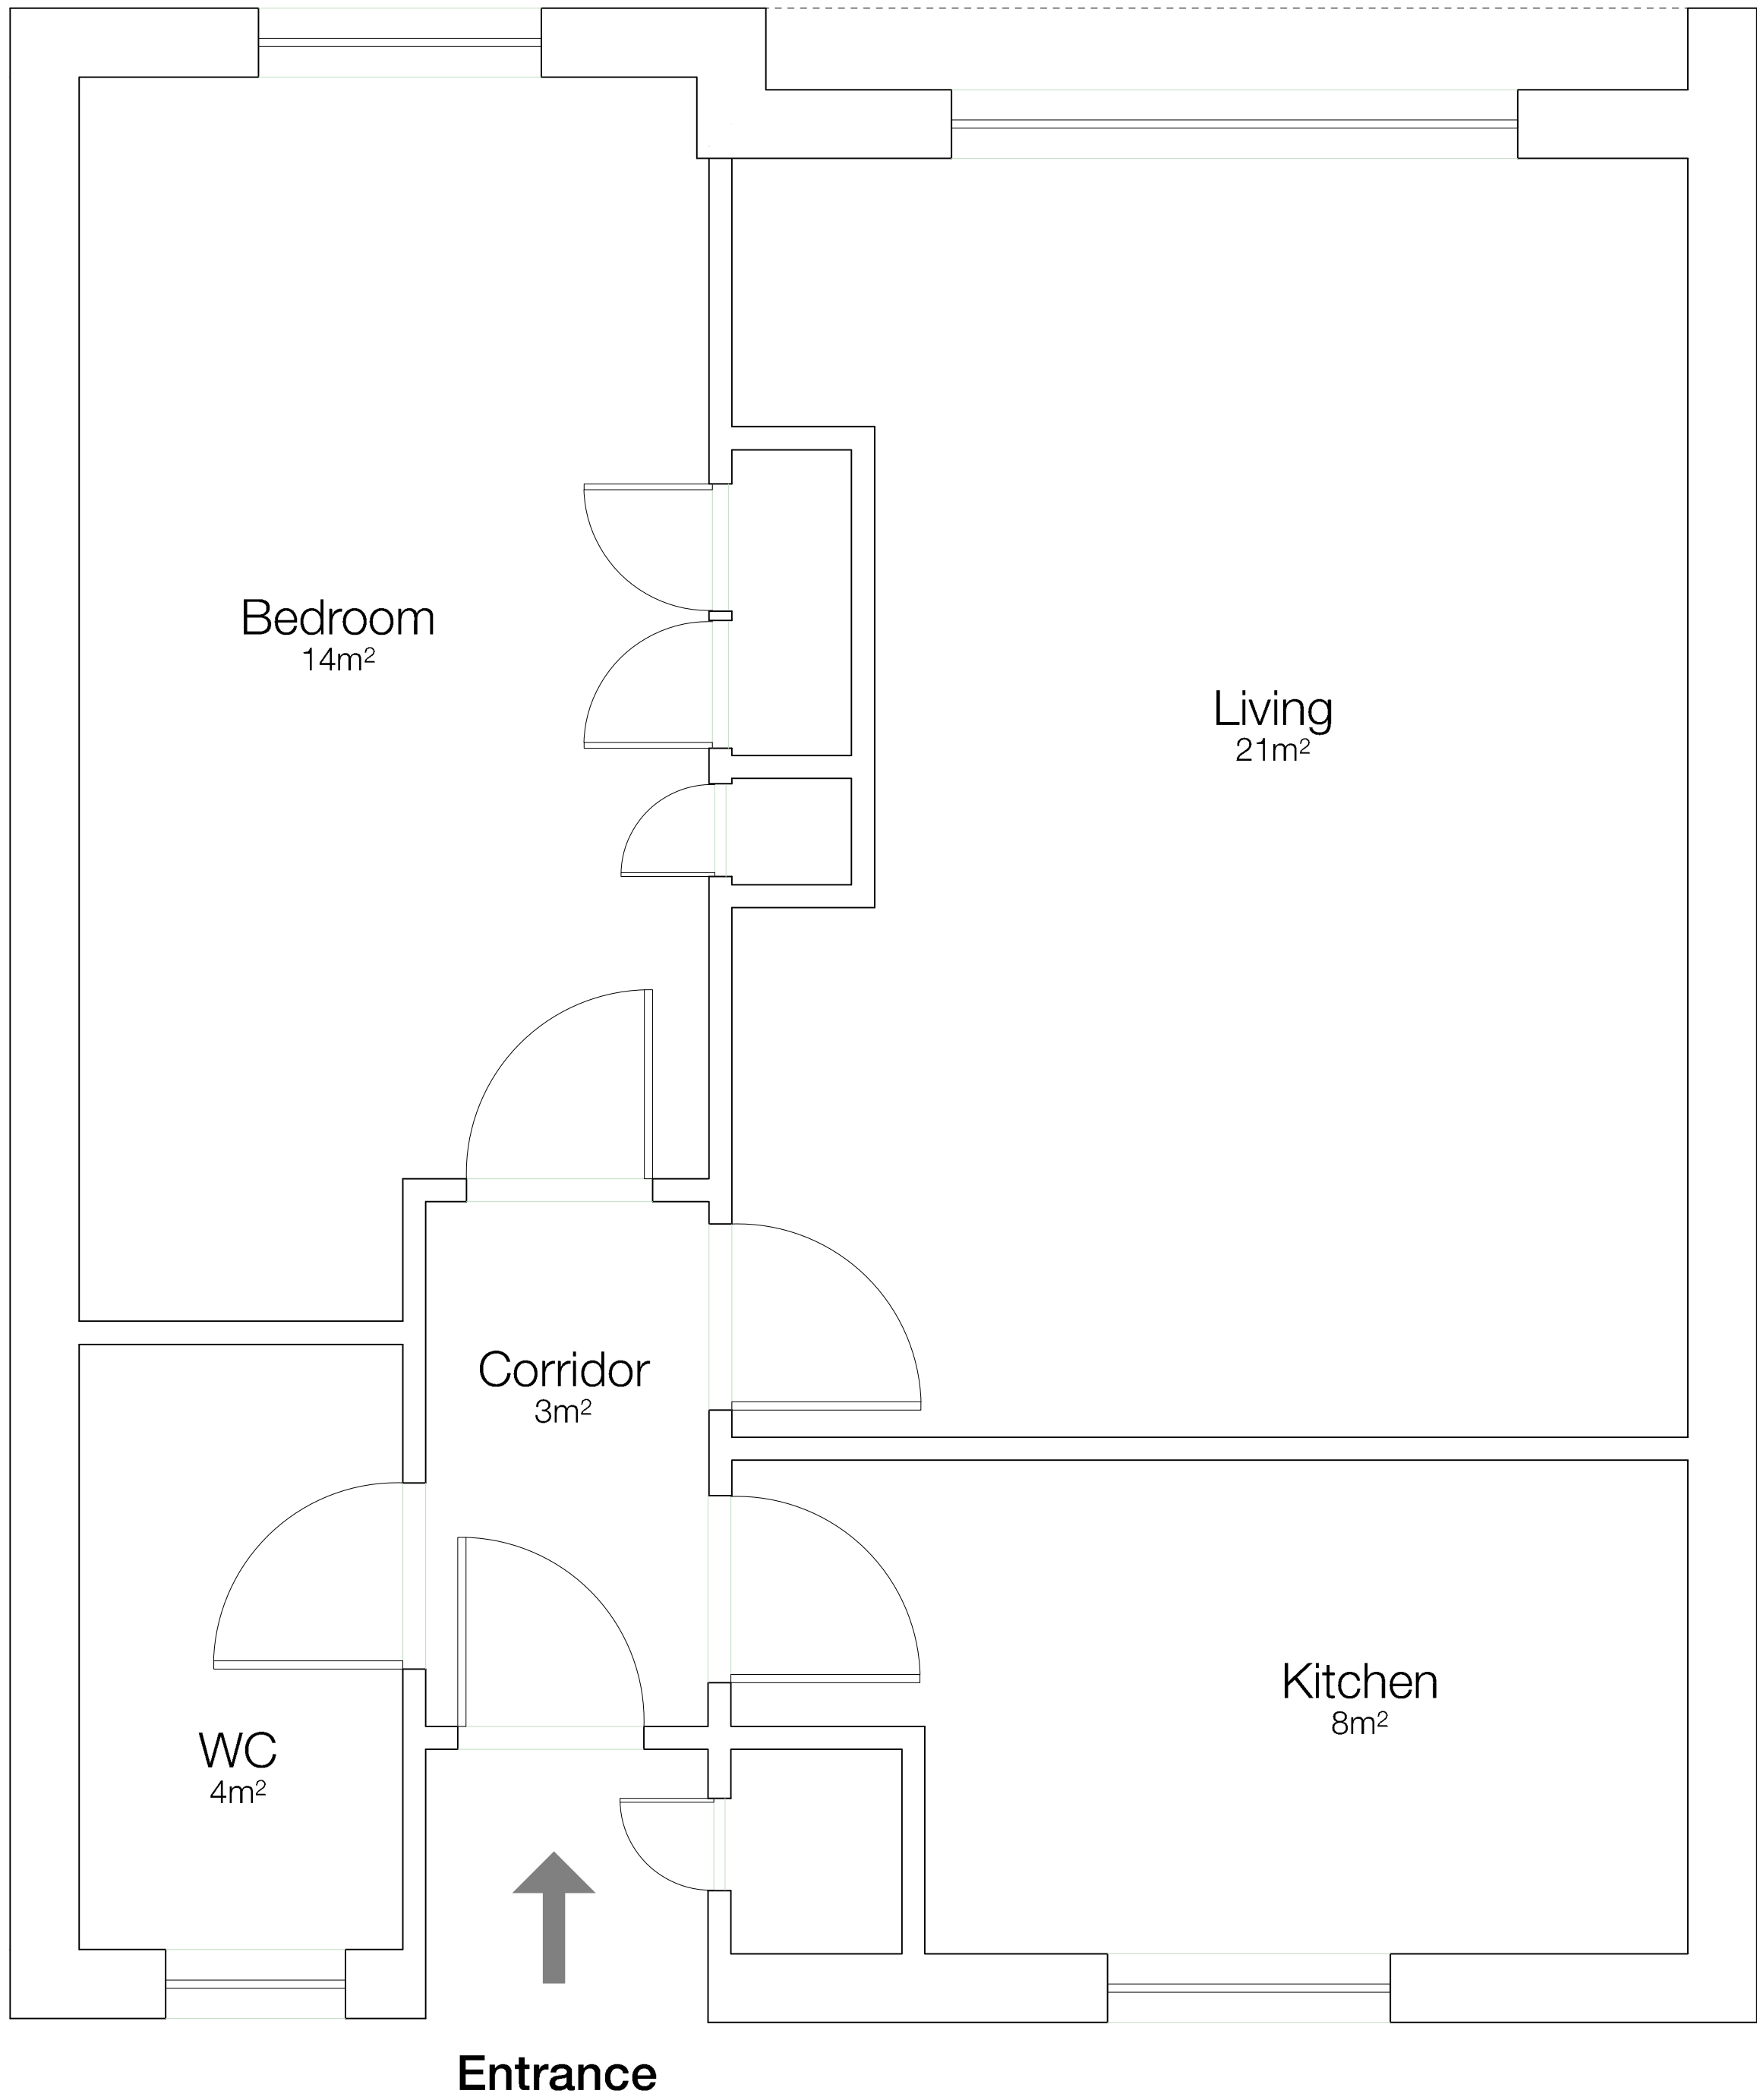 Bedroom
14m²
Living
21m²
Corridor
3m²
Kitchen
8m²
WC
4m²
Entrance